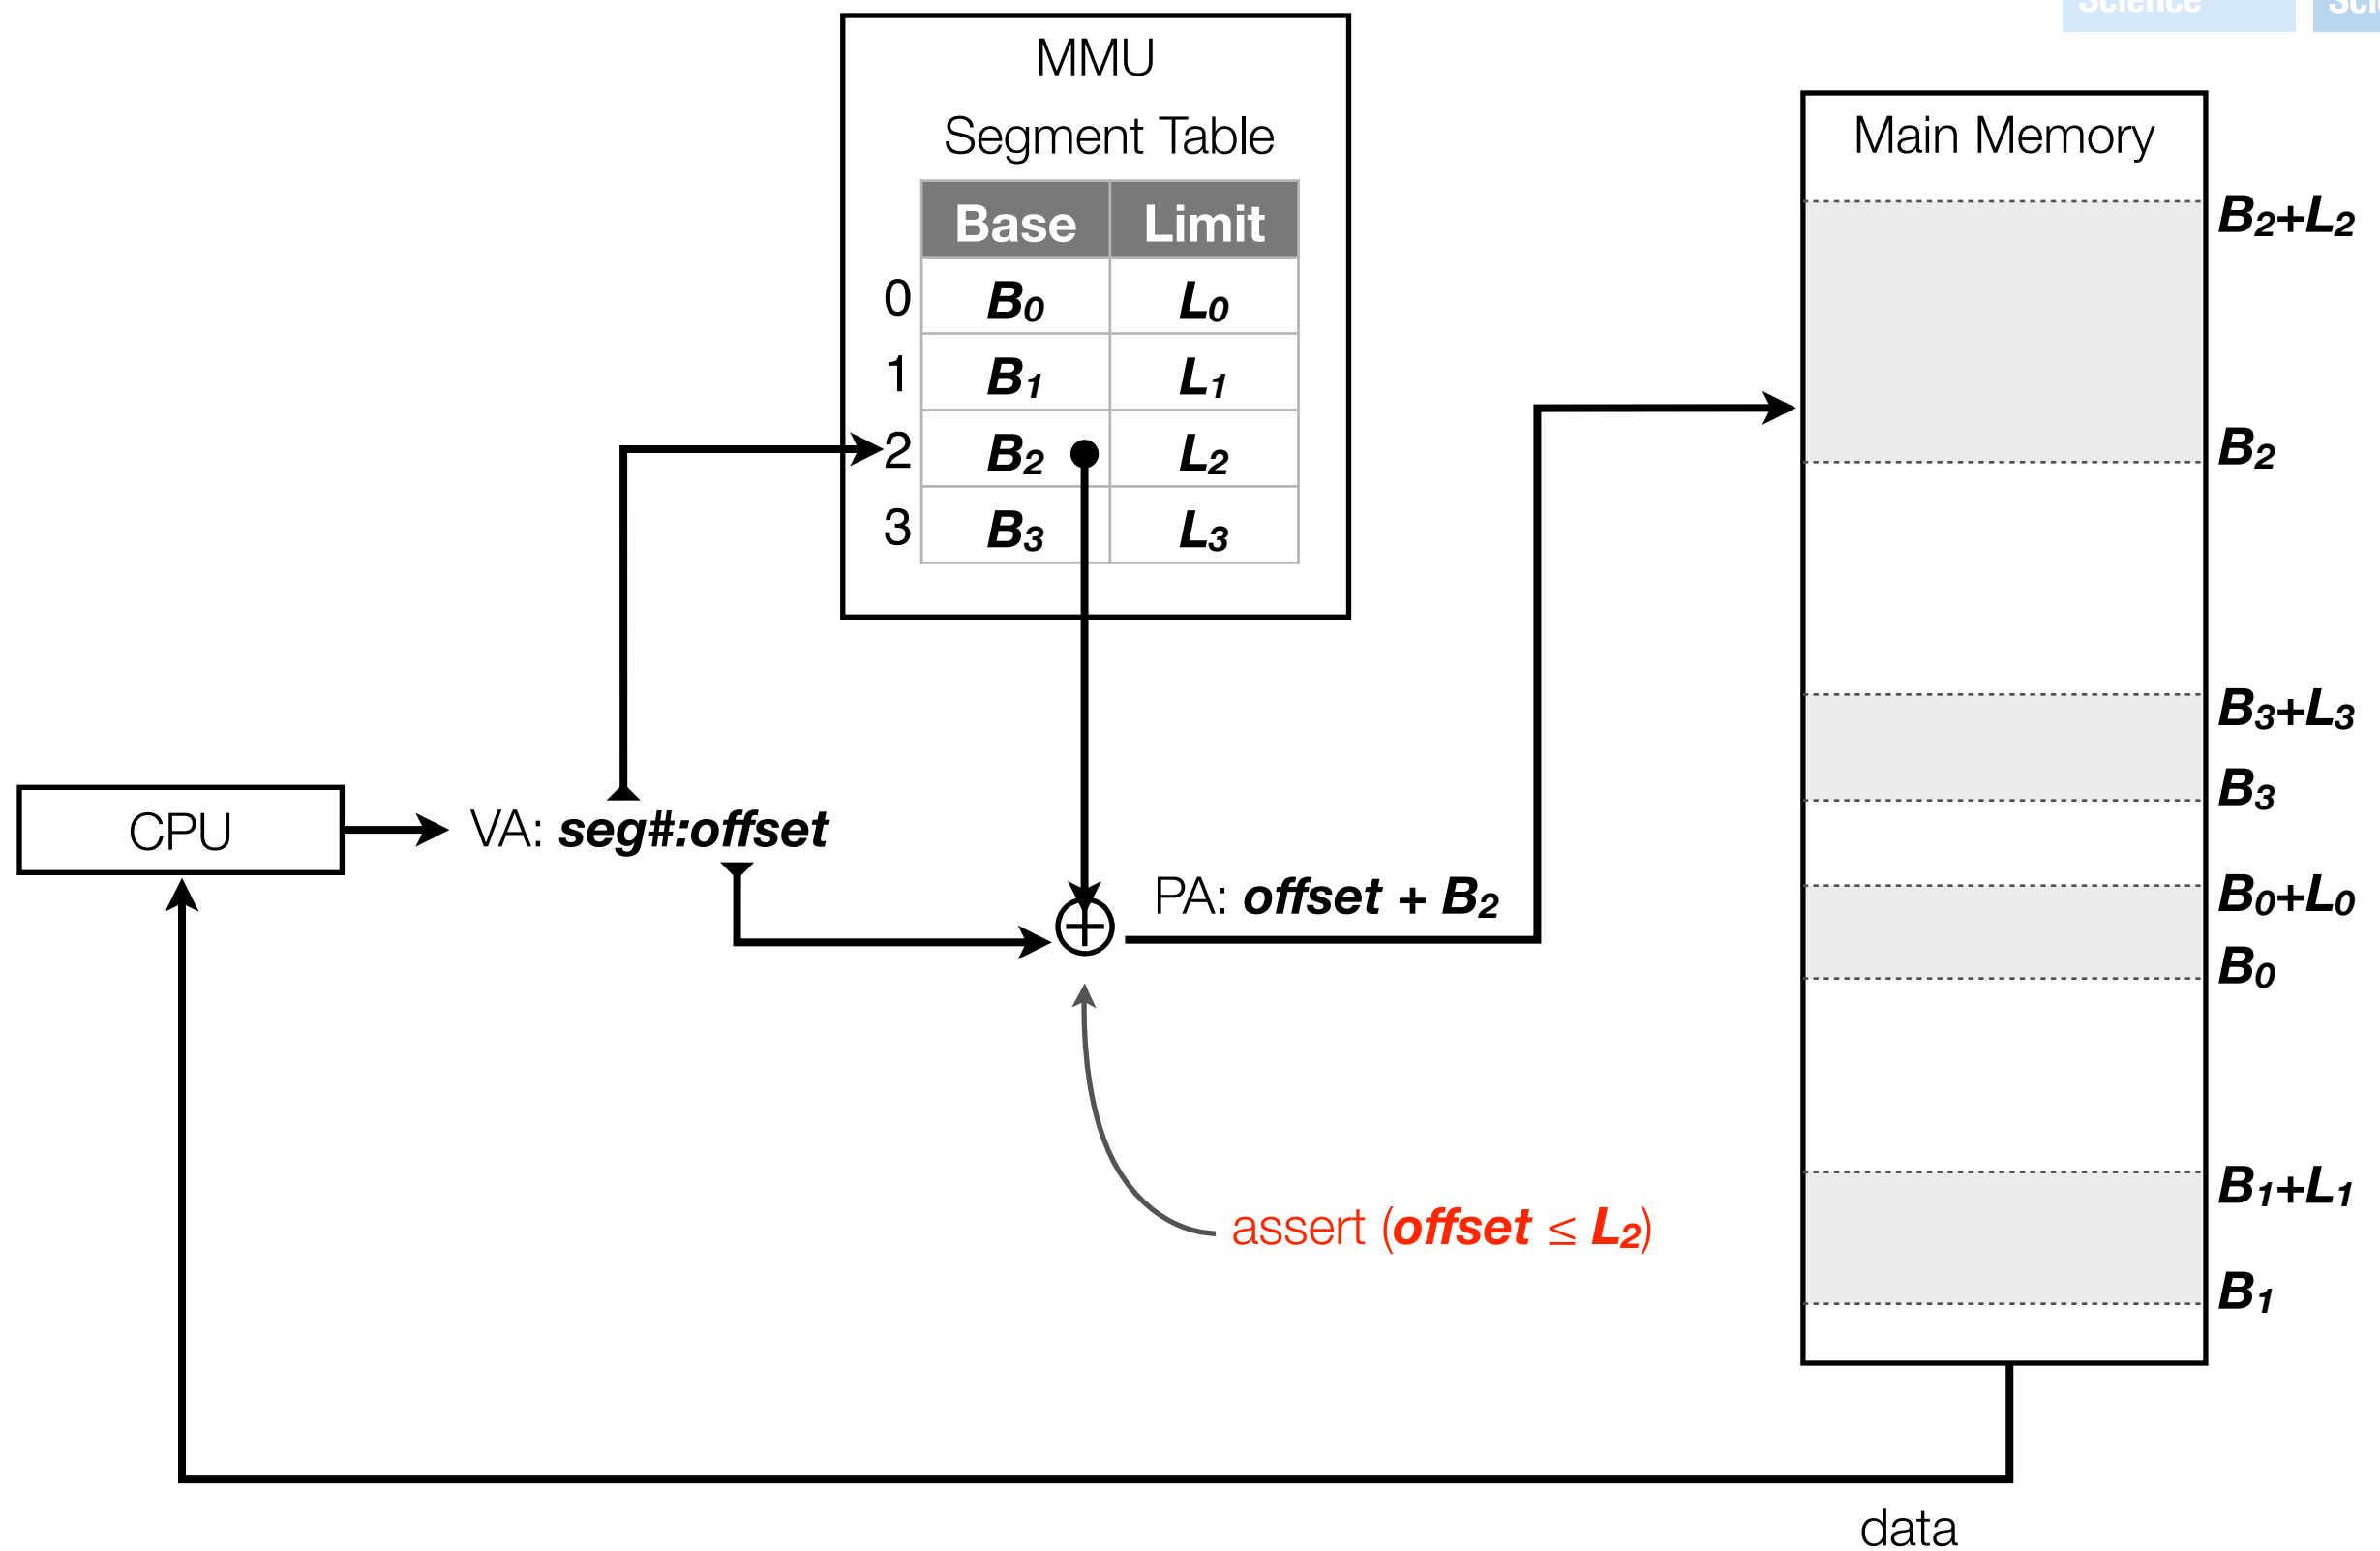 Science
MMU
Segment Table
Base Limit
0 B0 L0
1 B1 L1
2 B2 L2
3 B3 L3
CPU
VA: seg#:offset
PA: offset + B2
assert (offset ≤ L2)
Main Memory
B2+L2
B2
B3+L3
B3
B0+L0
B0
B1+L1
B1
data